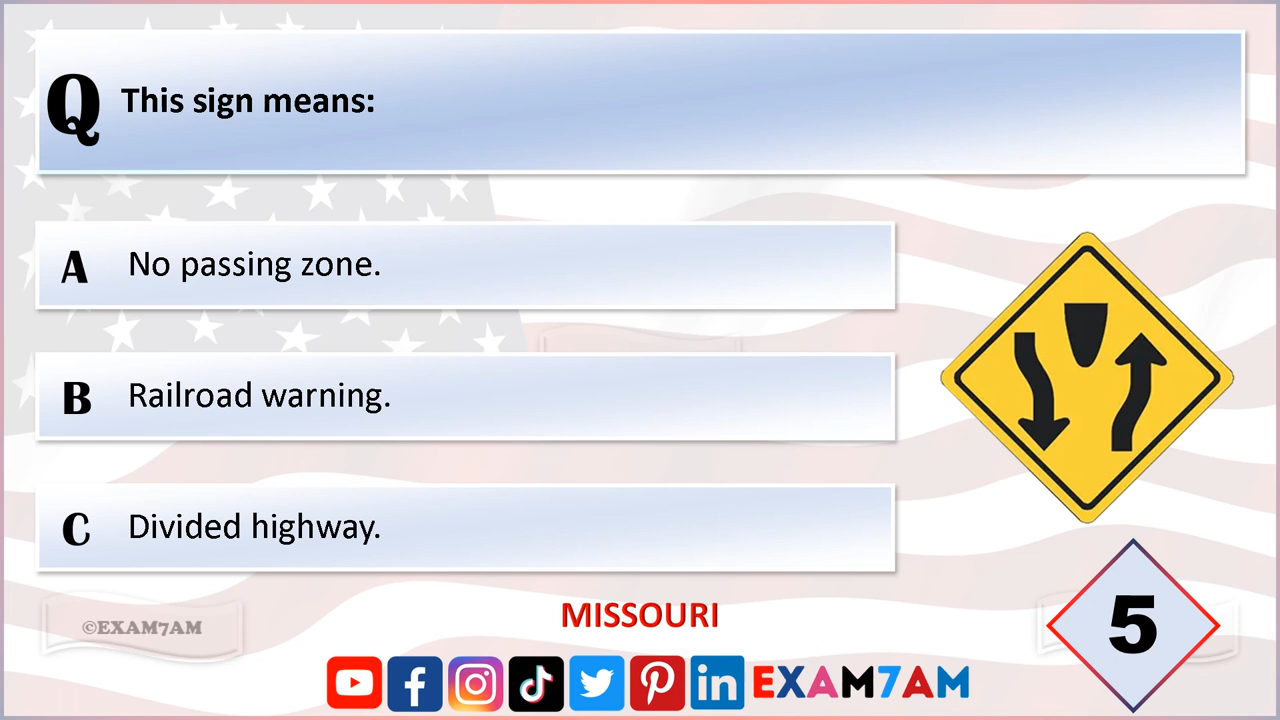 Q This sign means:
A No passing zone.
B Railroad warning.
C Divided highway.
©EXAM7AM
MISSOURI
5
EXAM7AM